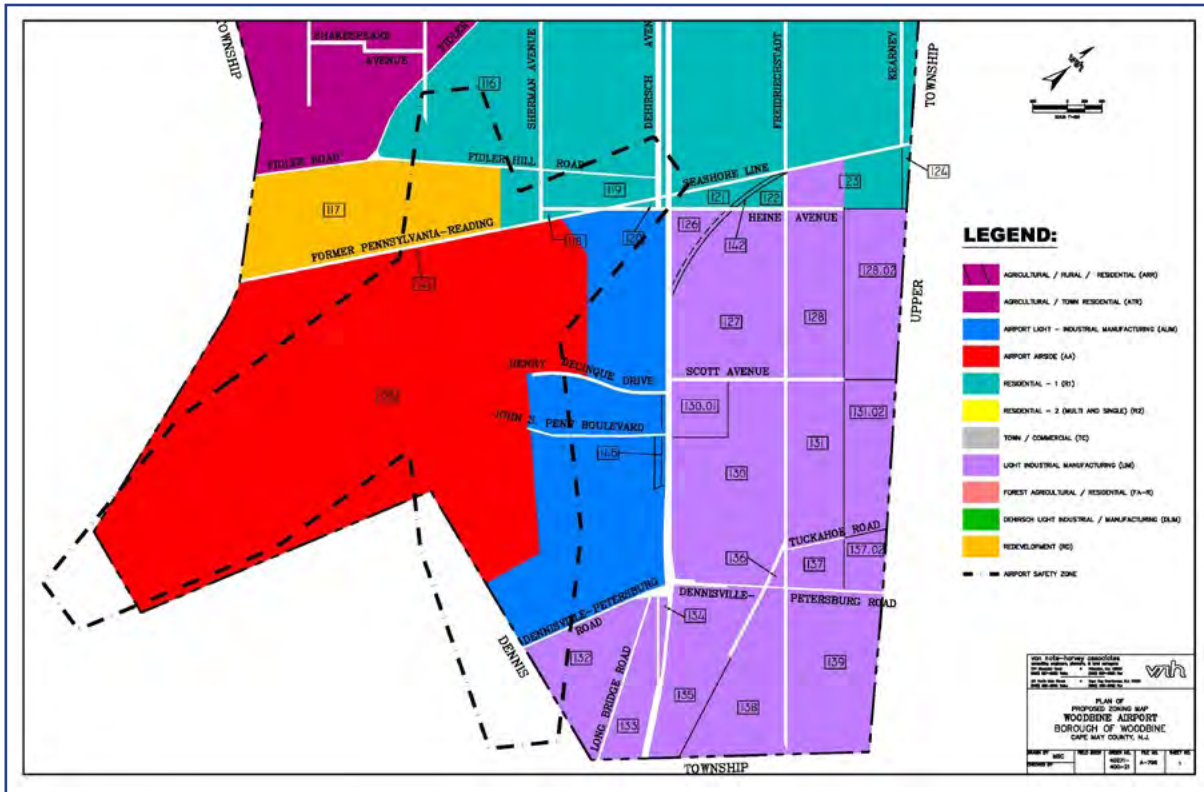 TOWNSHIP
SHAKESPEARE
AVENUE
FIDLER
116
SHERMAN AVENUE
DEHIRSCH
AVEN
FREIDRIECHSTADT
KEARNEY
TOWNSHIP
FIDLER ROAD
FIDLER HILL ROAD
SEASHORE LINE
119
121
122
123
124
117
FORMER PENNSYLVANIA-READING
118
120
126
142
HEINE AVENUE
127
128
UPPER
HENRY DECINQUE DRIVE
SCOTT AVENUE
JOHN S. PENN BOULEVARD
130.01
131.02
131
130
TUCKAHOE ROAD
136
137
137.02
DENNISVILLE-PETERSBURG
ROAD
DENNISVILLE-
PETERSBURG ROAD
DENNIS
134
132
LONG BRIDGE ROAD
133
135
138
139
TOWNSHIP
LEGEND:
AGRICULTURAL / RURAL / RESIDENTIAL (ARR)
AGRICULTURAL / TOWN RESIDENTIAL (ATR)
AIRPORT LIGHT - INDUSTRIAL MANUFACTURING (ALIM)
AIRPORT AIRSIDE (AA)
RESIDENTIAL - 1 (R1)
RESIDENTIAL - 2 (MULTI AND SINGLE) (R2)
TOWN / COMMERCIAL (TC)
LIGHT INDUSTRIAL MANUFACTURING (LIM)
FOREST AGRICULTURAL / RESIDENTIAL (FA-R)
DEHIRSCH LIGHT INDUSTRIAL / MANUFACTURING (DLIM)
REDEVELOPMENT (RD)
AIRPORT SAFETY ZONE
van note-harvey associates
vnh
PLAN OF
PROPOSED ZONING MAP
WOODBINE AIRPORT
BOROUGH OF WOODBINE
CAPE MAY COUNTY, N.J.